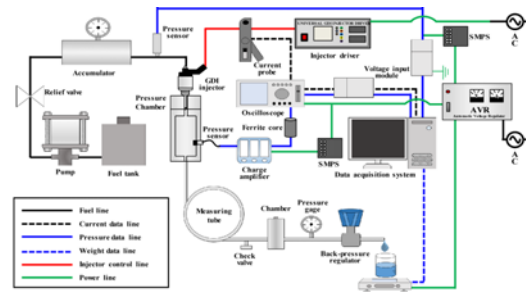 Pressure
sensor
UNIVERSAL GDI INJECTOR DRIVER
A
C
Accumulator
GDI
injector
Current
probe
Injector driver
SMPS
Relief valve
Pressure
Chamber
Voltage input
module
Oscilloscope
AVR
Automatic Voltage Regulator
Pressure
sensor
Ferrite core
A
C
Pump
Fuel tank
Charge
amplifier
SMPS
Data acquisition system
Measuring
tube
Chamber
Pressure
gage
Check
valve
Back-pressure
regulator
Fuel line
Current data line
Pressure data line
Weight data line
Injector control line
Power line